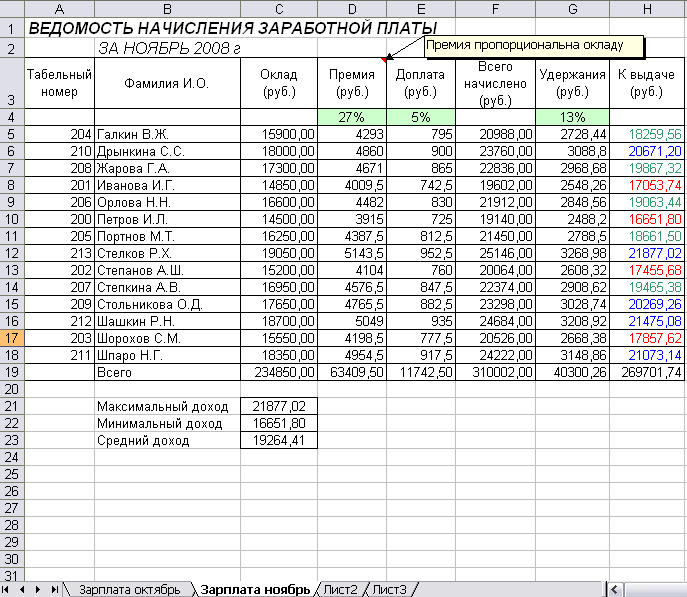 A B C D E F G H
1 ВЕДОМОСТЬ НАЧИСЛЕНИЯ ЗАРАБОТНОЙ ПЛАТЫ
2 ЗА НОЯБРЬ 2008 г Премия пропорциональна окладу
3 Табельный номер Фамилия И.О. Оклад (руб.) Премия (руб.) Доплата (руб.) Всего начислено (руб.) Удержания (руб.) К выдаче (руб.)
4 27% 5% 13%
5 204 Галкин В.Ж. 15900,00 4293 795 20988,00 2728,44 18259,56
6 210 Дрынкина С.С. 18000,00 4860 900 23760,00 3088,8 20671,20
7 208 Жарова Г.А. 17300,00 4671 865 22836,00 2968,68 19867,32
8 201 Иванова И.Г. 14850,00 4009,5 742,5 19602,00 2548,26 17053,74
9 206 Орлова Н.Н. 16600,00 4482 830 21912,00 2848,56 19063,44
10 200 Петров И.Л. 14500,00 3915 725 19140,00 2488,2 16651,80
11 205 Портнов М.Т. 16250,00 4387,5 812,5 21450,00 2788,5 18661,50
12 213 Стелков Р.Х. 19050,00 5143,5 952,5 25146,00 3268,98 21877,02
13 202 Степанов А.Ш. 15200,00 4104 760 20064,00 2608,32 17455,68
14 207 Степкина А.В. 16950,00 4576,5 847,5 22374,00 2908,62 19465,38
15 209 Стольникова О.Д. 17650,00 4765,5 882,5 23298,00 3028,74 20269,26
16 212 Шашкин Р.Н. 18700,00 5049 935 24684,00 3208,92 21475,08
17 203 Шорохов С.М. 15550,00 4198,5 777,5 20526,00 2668,38 17857,62
18 211 Шпаро Н.Г. 18350,00 4954,5 917,5 24222,00 3148,86 21073,14
19 Всего 234850,00 63409,50 11742,50 310002,00 40300,26 269701,74
20
21 Максимальный доход 21877,02
22 Минимальный доход 16651,80
23 Средний доход 19264,41
24
25
26
27
28
29
30
31
Зарплата октябрь Зарплата ноябрь Лист2 Лист3